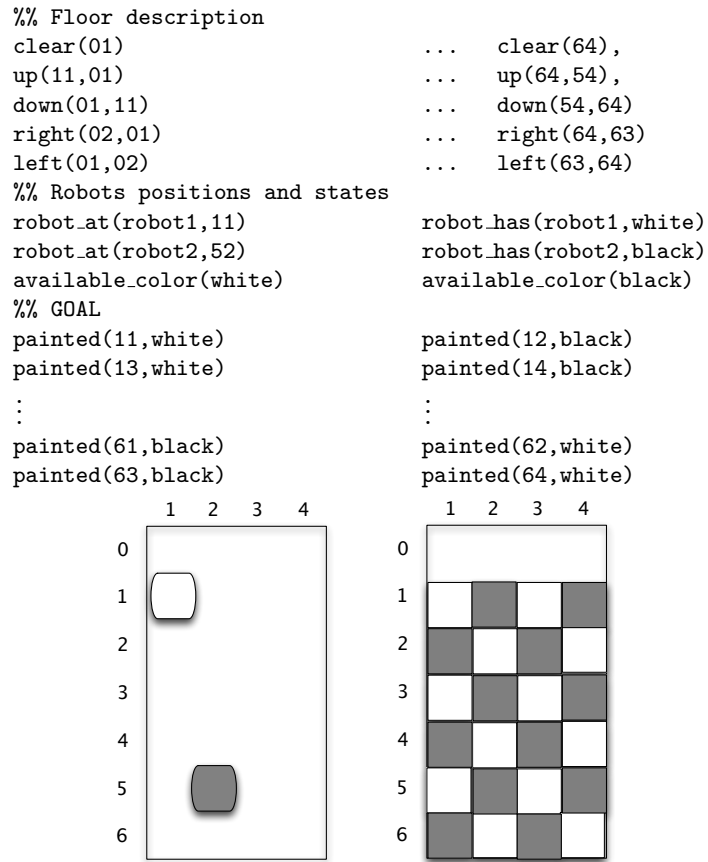 %% Floor description
clear(01) ... clear(64),
up(11,01) ... up(64,54),
down(01,11) ... down(54,64)
right(02,01) ... right(64,63)
left(01,02) ... left(63,64)
%% Robots positions and states
robot_at(robot1,11) robot_has(robot1,white)
robot_at(robot2,52) robot_has(robot2,black)
available_color(white) available_color(black)
%% GOAL
painted(11,white) painted(12,black)
painted(13,white) painted(14,black)
⋮ ⋮
painted(61,black) painted(62,white)
painted(63,black) painted(64,white)
1 2 3 4 1 2 3 4
0 0
1 1
2 2
3 3
4 4
5 5
6 6